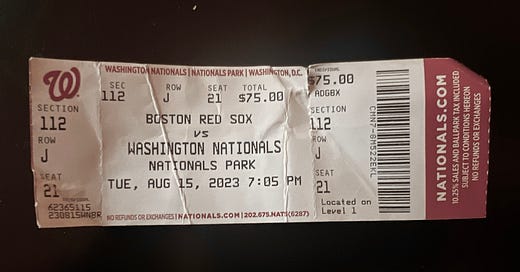 W
WASHINGTON NATIONALS | NATIONALS PARK | WASHINGTON, D.C.
SECTION
112
ROW
J
SEAT
21
62365115
230815WNBR
SEC ROW SEAT TOTAL
112 J 21 $75.00
BOSTON RED SOX
VS
WASHINGTON NATIONALS
NATIONALS PARK
TUE, AUG 15, 2023 7:05 PM
NO REFUNDS OR EXCHANGES | NATIONALS.COM | 202.675.NATS(6287)
INDIVIDUAL
$75.00
ADGBX
SECTION
112
ROW
J
SEAT
21
Located on
Level 1
NATIONALS.COM
10.25% SALES AND BALLPARK TAX INCLUDED
SUBJECT TO CONDITIONS HEREON
NO REFUNDS OR EXCHANGES